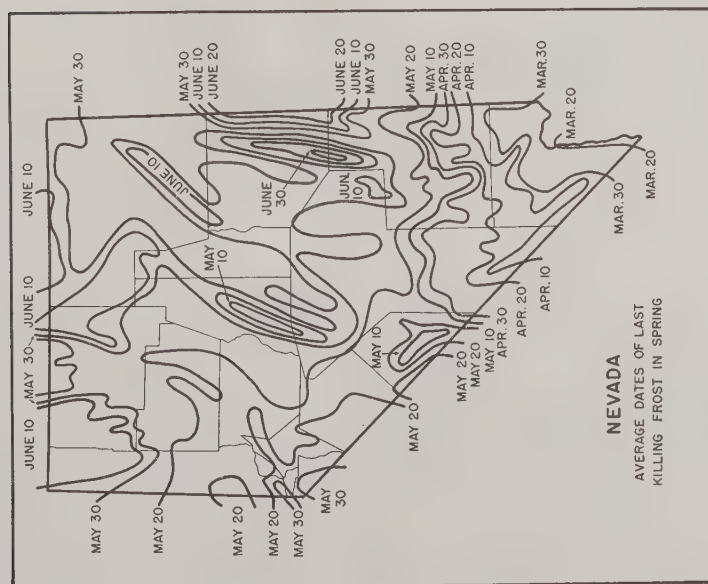 JUNE 10
MAY 30
JUNE 10
JUNE 10
MAY 30
MAY 30
JUNE 10
JUNE 20
JUNE 20
JUNE 10
MAY 30
MAY 20
MAY 10
APR. 30
APR. 20
APR. 10
MAR. 30
MAR. 20
JUNE 10
JUNE
30
JUN.
10
MAY
10
MAY 10
MAY 30
MAY 20
MAY 20
MAY 20
MAY 30
MAY
30
MAY 20
MAY 20
MAY 20
MAY 10
APR. 30
APR. 20
APR. 10
MAR. 30
MAR. 20
NEVADA
AVERAGE DATES OF LAST
KILLING FROST IN SPRING